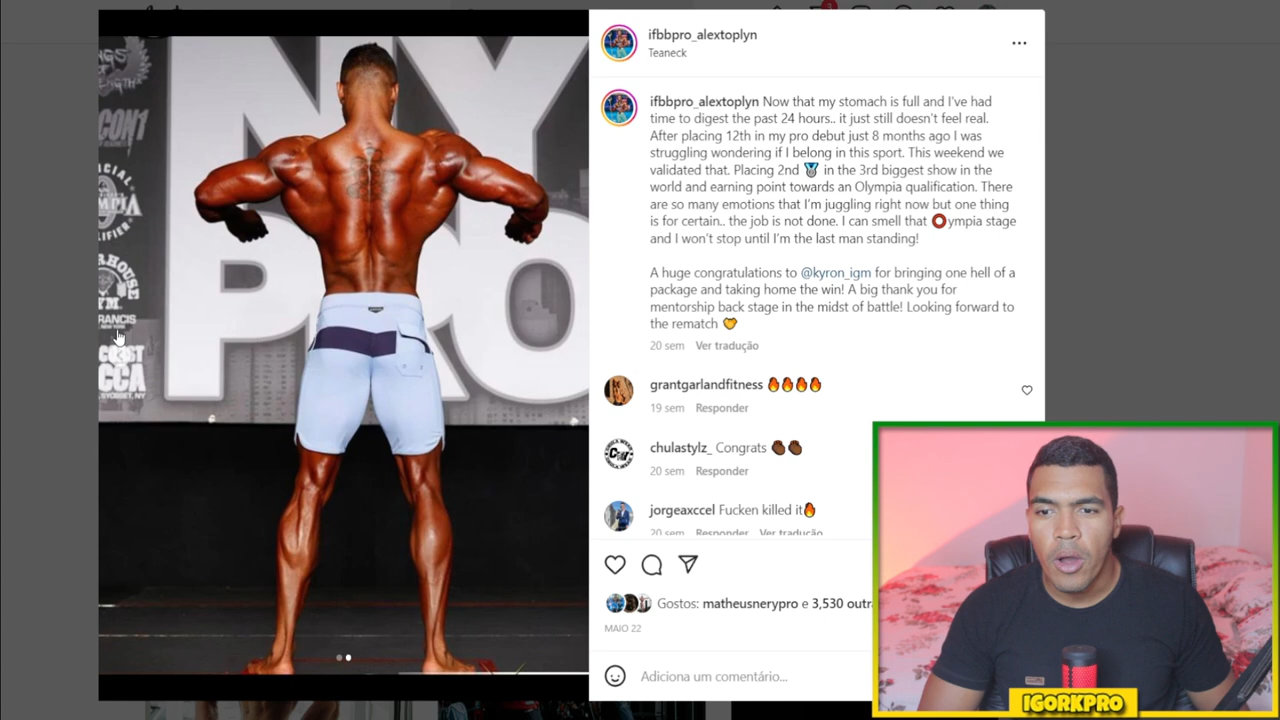 ifbbpro_alextoplyn
Teaneck
ifbbpro_alextoplyn Now that my stomach is full and I've had
time to digest the past 24 hours.. it just still doesn't feel real.
After placing 12th in my pro debut just 8 months ago I was
struggling wondering if I belong in this sport. This weekend we
validated that. Placing 2nd 🥈 in the 3rd biggest show in the
world and earning point towards an Olympia qualification. There
are so many emotions that I'm juggling right now but one thing
is for certain.. the job is not done. I can smell that ⭕ympia stage
and I won't stop until I'm the last man standing!
A huge congratulations to @kyron_igm for bringing one hell of a
package and taking home the win! A big thank you for
mentorship back stage in the midst of battle! Looking forward to
the rematch
20 sem Ver tradução
grantgarlandfitness 🔥🔥🔥🔥
19 sem Responder
chulastylz_ Congrats 👏🏿👏🏿
20 sem Responder
jorgeaxccel Fucken killed it🔥
20 sem Responder Ver tradução
Gostos: matheusnerypro e 3,530 outr
MAIO 22
Adiciona um comentário...
NY
PRO
IGORKPRO